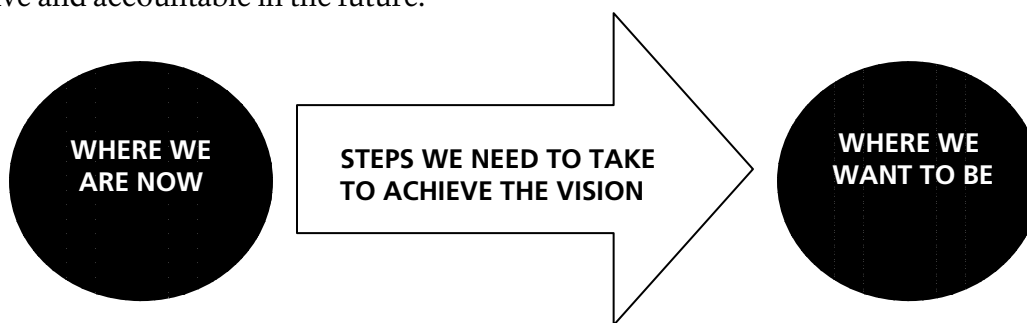 and accountable in the future.
WHERE WE
ARE NOW
STEPS WE NEED TO TAKE
TO ACHIEVE THE VISION
WHERE WE
WANT TO BE